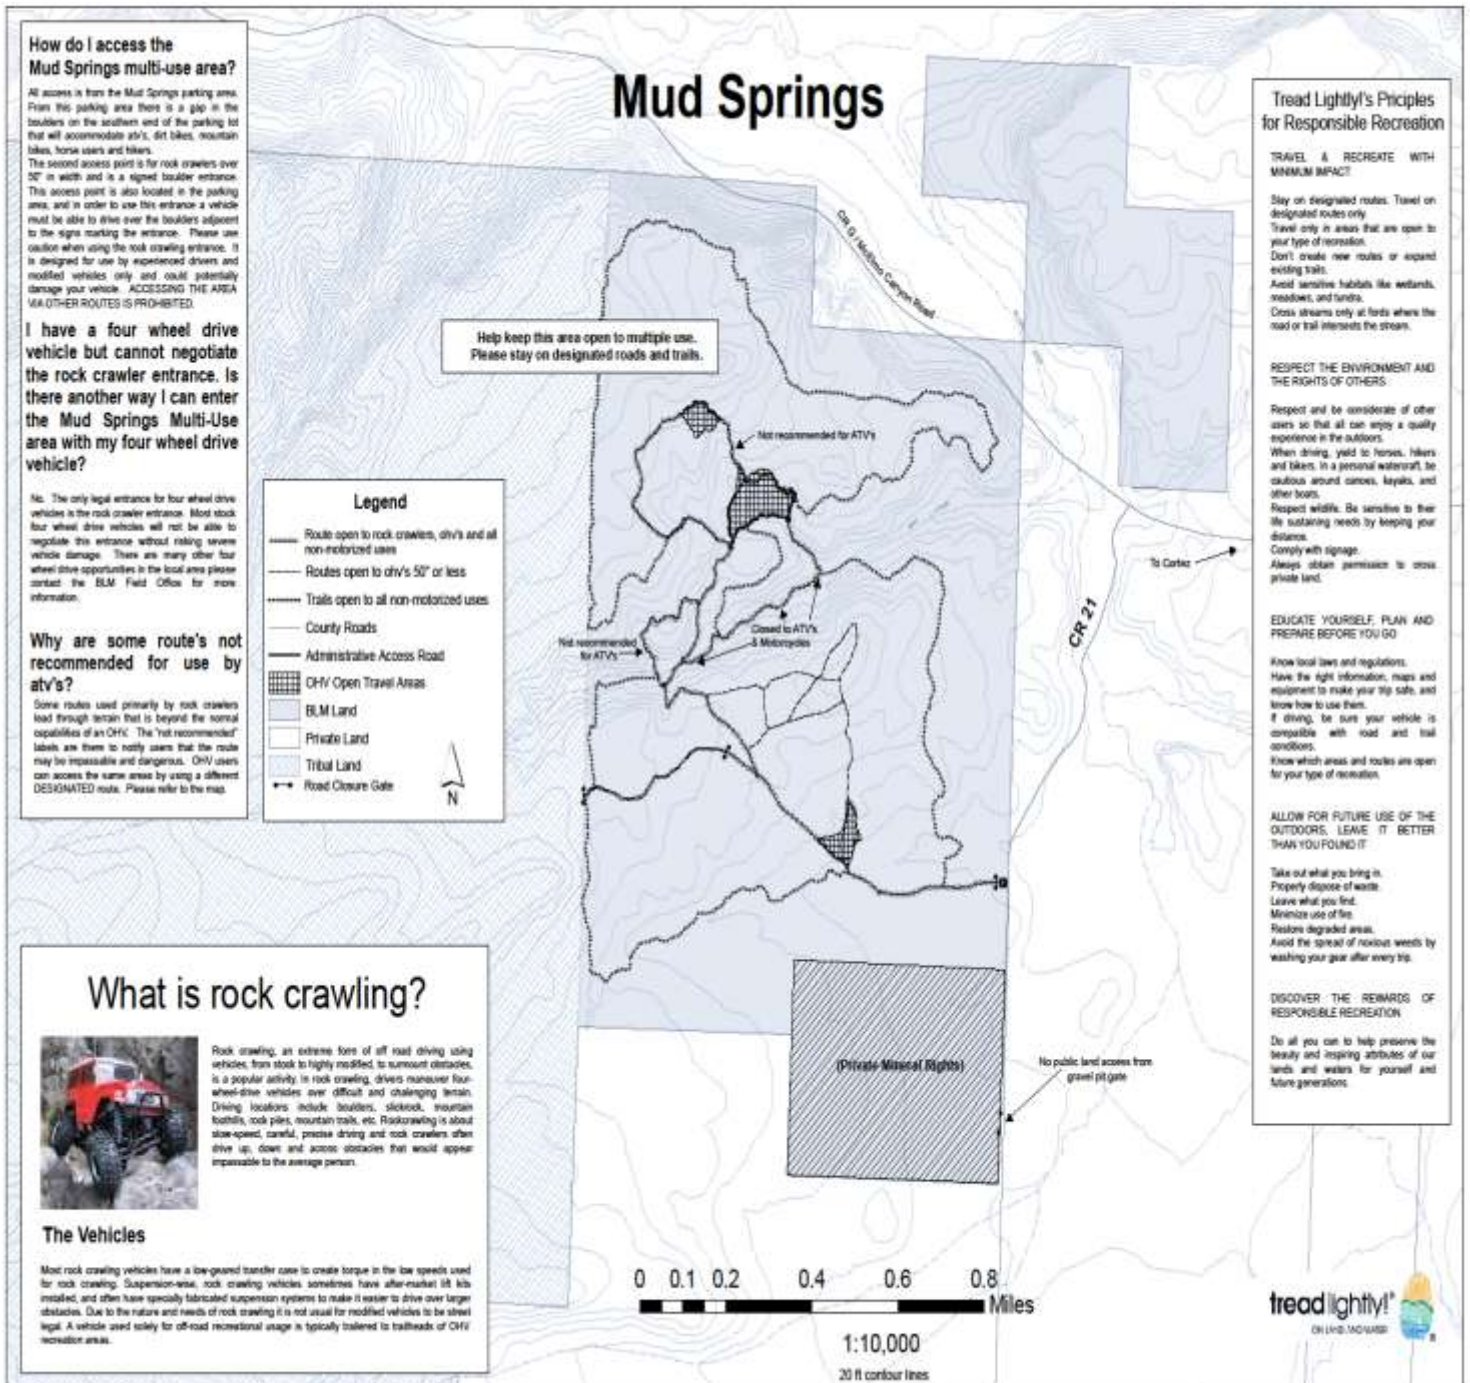 How do I access the
Mud Springs multi-use area?
All access is from the Mud Springs parking area.
From this parking area there is a gap in the
boulders on the southern end of the parking lot
that will accommodate atv's, dirt bikes, mountain
bikes, horse users and hikers.
The second access point is for rock crawlers over
50" in width and is a signed boulder entrance.
This access point is also located in the parking
area, and in order to use this entrance a vehicle
must be able to drive over the boulders adjacent
to the signs marking the entrance. Please use
caution when using the rock crawling entrance. It
is designed for use by experienced drivers and
modified vehicles only and could potentially
damage your vehicle. ACCESSING THE AREA
VIA OTHER ROUTES IS PROHIBITED.
I have a four wheel drive
vehicle but cannot negotiate
the rock crawler entrance. Is
there another way I can enter
the Mud Springs Multi-Use
area with my four wheel drive
vehicle?
No. The only legal entrance for four wheel drive
vehicles is the rock crawler entrance. Most stock
four wheel drive vehicles will not be able to
negotiate this entrance without risking severe
vehicle damage. There are many other four
wheel drive opportunities in the local area please
contact the BLM Field Office for more
information.
Why are some route's not
recommended for use by
atv's?
Some routes used primarily by rock crawlers
lead through terrain that is beyond the normal
capabilities of an OHV. The "not recommended"
labels are there to notify users that the route
may be impassable and dangerous. OHV users
can access the same areas by using a different
DESIGNATED route. Please refer to the map.
Mud Springs
CR G / McElmo Canyon Road
Help keep this area open to multiple use.
Please stay on designated roads and trails.
Not recommended for ATV's
Not recommended
for ATV's
Closed to ATV's
& Motorcycles
To Cortez
CR 21
(Private Mineral Rights)
No public land access from
gravel pit gate
Legend
Route open to rock crawlers, ohv's and all
non-motorized uses
Routes open to ohv's 50" or less
Trails open to all non-motorized uses
County Roads
Administrative Access Road
OHV Open Travel Areas
BLM Land
Private Land
Tribal Land
Road Closure Gate
N
What is rock crawling?
Rock crawling, an extreme form of off road driving using
vehicles, from stock to highly modified, to surmount obstacles,
is a popular activity. In rock crawling, drivers maneuver four-
wheel-drive vehicles over difficult and challenging terrain.
Driving locations include boulders, slickrock, mountain
foothills, rock piles, mountain trails, etc. Rockcrawling is about
slow-speed, careful, precise driving and rock crawlers often
drive up, down and across obstacles that would appear
impassable to the average person.
The Vehicles
Most rock crawling vehicles have a low-geared transfer case to create torque in the low speeds used
for rock crawling. Suspension-wise, rock crawling vehicles sometimes have after-market lift kits
installed, and often have specially fabricated suspension systems to make it easier to drive over larger
obstacles. Due to the nature and needs of rock crawling it is not usual for modified vehicles to be street
legal. A vehicle used solely for off-road recreational usage is typically trailered to trailheads of OHV
recreation areas.
0 0.1 0.2 0.4 0.6 0.8
Miles
1:10,000
20 ft contour lines
Tread Lightly!'s Priciples
for Responsible Recreation
TRAVEL & RECREATE WITH
MINIMUM IMPACT
Stay on designated routes. Travel on
designated routes only.
Travel only in areas that are open to
your type of recreation.
Don't create new routes or expand
existing trails.
Avoid sensitive habitats like wetlands,
meadows, and tundra.
Cross streams only at fords where the
road or trail intersects the stream.
RESPECT THE ENVIRONMENT AND
THE RIGHTS OF OTHERS
Respect and be considerate of other
users so that all can enjoy a quality
experience in the outdoors.
When driving, yield to horses, hikers
and bikers. In a personal watercraft, be
cautious around canoes, kayaks, and
other boats.
Respect wildlife. Be sensitive to their
life sustaining needs by keeping your
distance.
Comply with signage.
Always obtain permission to cross
private land.
EDUCATE YOURSELF, PLAN AND
PREPARE BEFORE YOU GO
Know local laws and regulations.
Have the right information, maps and
equipment to make your trip safe, and
know how to use them.
If driving, be sure your vehicle is
compatible with road and trail
conditions.
Know which areas and routes are open
for your type of recreation.
ALLOW FOR FUTURE USE OF THE
OUTDOORS, LEAVE IT BETTER
THAN YOU FOUND IT
Take out what you bring in.
Properly dispose of waste.
Leave what you find.
Minimize use of fire.
Restore degraded areas.
Avoid the spread of noxious weeds by
washing your gear after every trip.
DISCOVER THE REWARDS OF
RESPONSIBLE RECREATION
Do all you can to help preserve the
beauty and inspiring attributes of our
lands and waters for yourself and
future generations.
tread lightly!®
ON LAND AND WATER